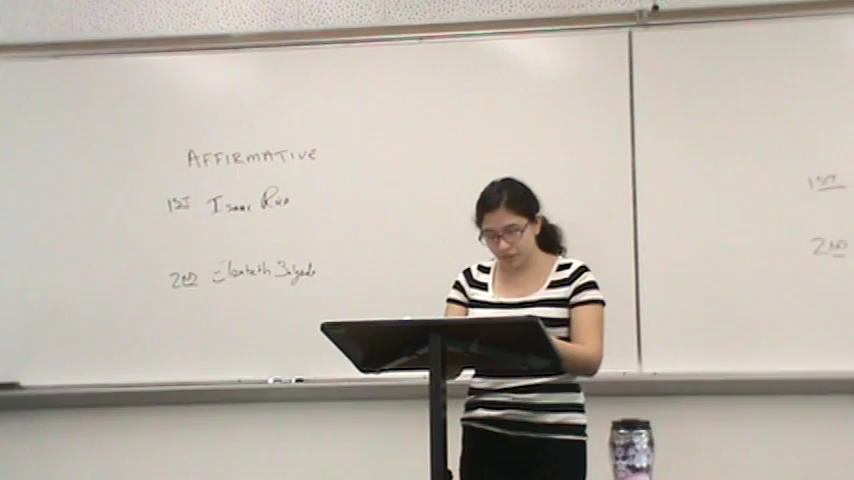 AFFIRMATIVE
1ST Isaac
2ND Elizabeth
1ST
2ND